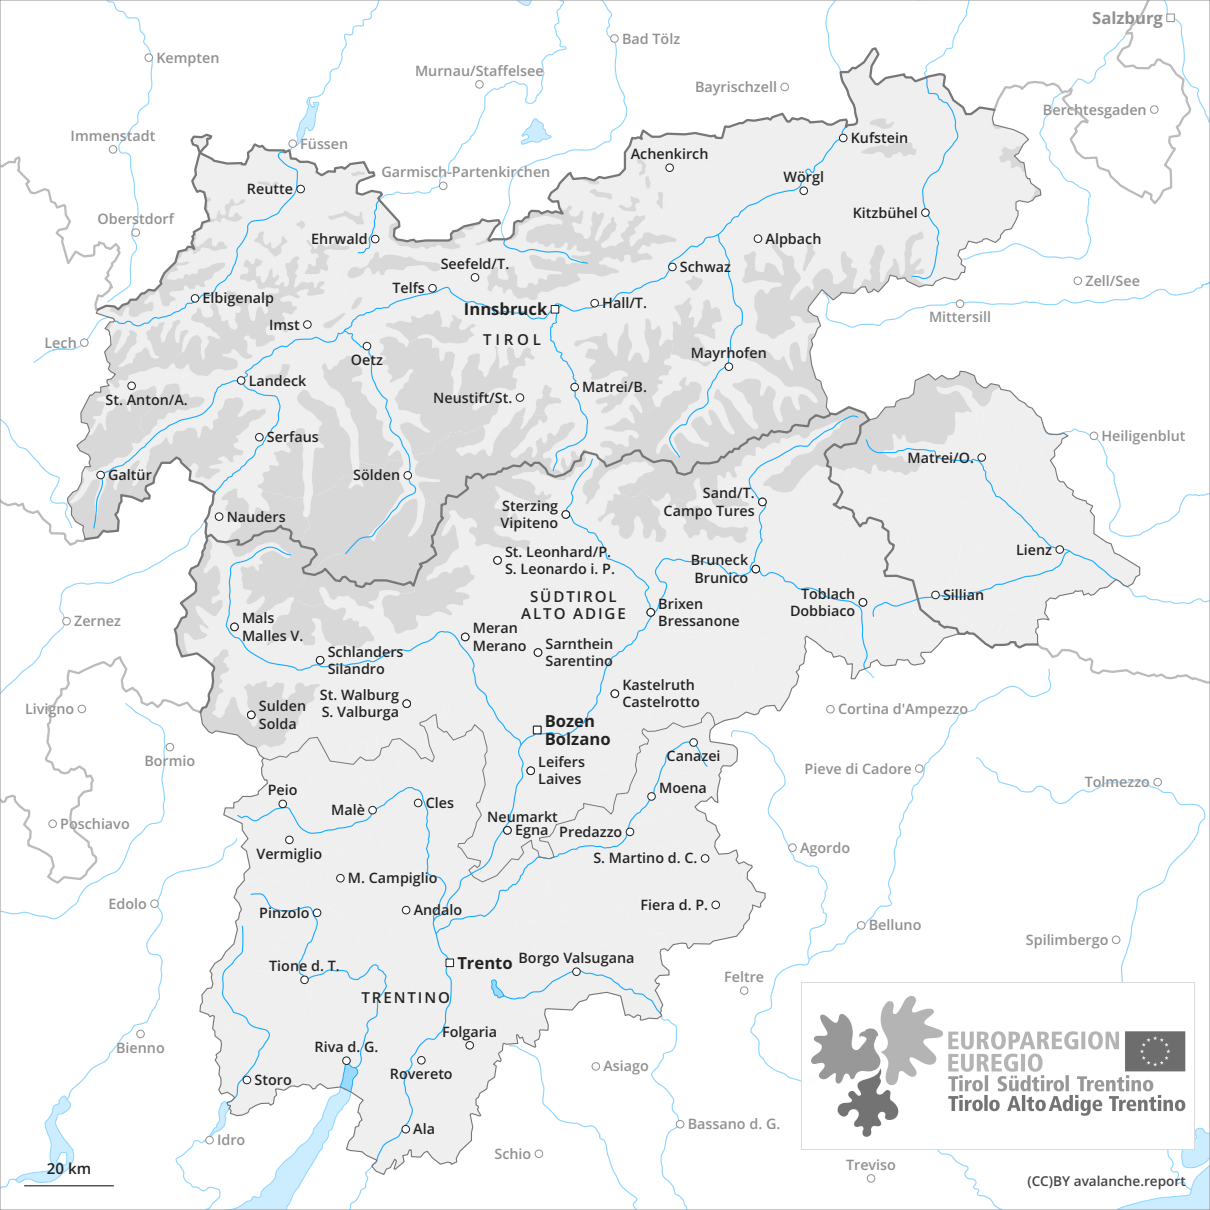 Salzburg
Bad Tölz
Kempten
Murnau/Staffelsee
Bayrischzell
Berchtesgaden
Immenstadt
Füssen
Kufstein
Achenkirch
Garmisch-Partenkirchen
Wörgl
Reutte
Oberstdorf
Kitzbühel
Ehrwald
Alpbach
Seefeld/T.
Schwaz
Zell/See
Telfs
Elbigenalp
Innsbruck
Hall/T.
Mittersill
Imst
TIROL
Lech
Oetz
Mayrhofen
Landeck
Matrei/B.
St. Anton/A.
Neustift/St.
Serfaus
Heiligenblut
Matrei/O.
Galtür
Sölden
Sand/T.
Campo Tures
Sterzing
Vipiteno
Nauders
St. Leonhard/P.
S. Leonardo i. P.
Lienz
Bruneck
Brunico
SÜDTIROL
ALTO ADIGE
Toblach
Dobbiaco
Sillian
Brixen
Bressanone
Zernez
Mals
Malles V.
Meran
Merano
Sarnthein
Sarentino
Schlanders
Silandro
Kastelruth
Castelrotto
St. Walburg
S. Valburga
Sulden
Solda
Livigno
Cortina d'Ampezzo
Bozen
Bolzano
Bormio
Canazei
Leifers
Laives
Pieve di Cadore
Tolmezzo
Peio
Moena
Malè
Cles
Neumarkt
Egna
Predazzo
Poschiavo
Vermiglio
Agordo
S. Martino d. C.
M. Campiglio
Edolo
Pinzolo
Andalo
Fiera d. P.
Belluno
Spilimbergo
Trento
Borgo Valsugana
Tione d. T.
Feltre
TRENTINO
Folgaria
Bienno
Riva d. G.
Rovereto
Asiago
Storo
EUROPAREGION
EUREGIO
Tirol Südtirol Trentino
Tirolo Alto Adige Trentino
Ala
Bassano d. G.
Idro
Schio
Treviso
20 km
(CC)BY avalanche.report